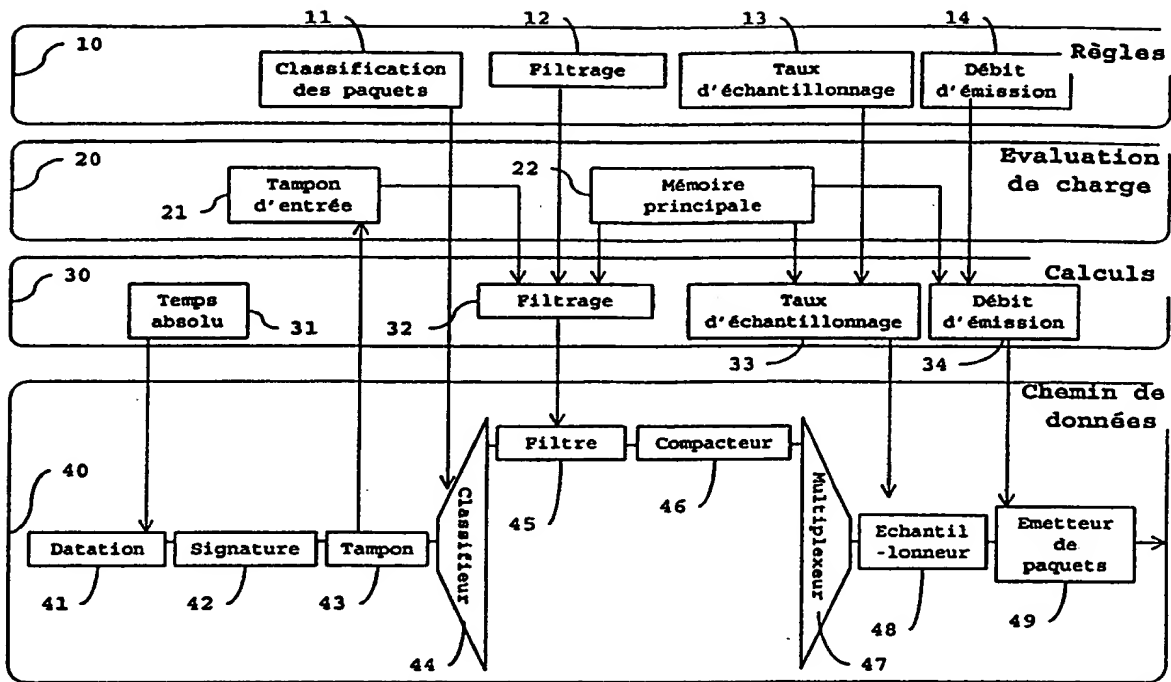 11
12
13
14
10
Règles
Classification
des paquets
Filtrage
Taux
d'échantillonnage
Débit
d'émission
20
Evaluation
de charge
22
21
Tampon
d'entrée
Mémoire
principale
30
Calculs
Temps
absolu
31
32
Filtrage
Taux
d'échantillonnage
Débit
d'émission
33
34
Chemin de
données
40
Filtre
Compacteur
45
46
Classifieur
Multiplexeur
Datation
Signature
Tampon
Echantil
-lonneur
Emetteur
de
paquets
41
42
43
44
47
48
49